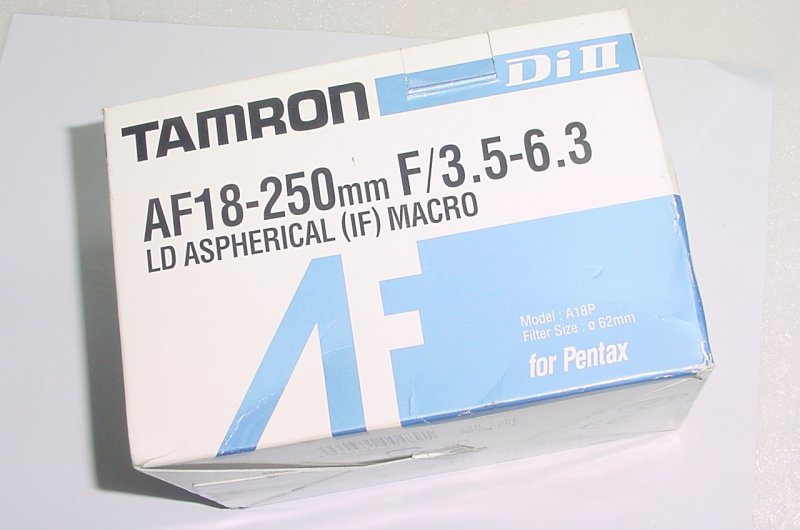 TAMRON Di II
AF18-250mm F/3.5-6.3
LD ASPHERICAL (IF) MACRO
AF
Model : A18P
Filter Size : ø 62mm
for Pentax